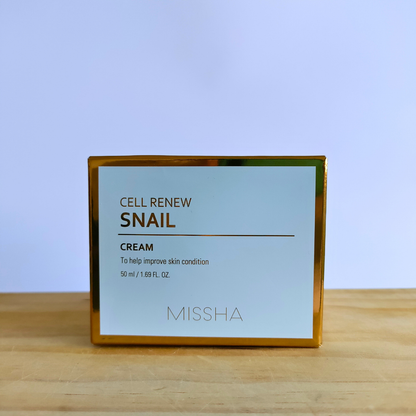 CELL RENEW
SNAIL
CREAM
To help improve skin condition
50 ml / 1.69 FL. OZ.
MISSHA